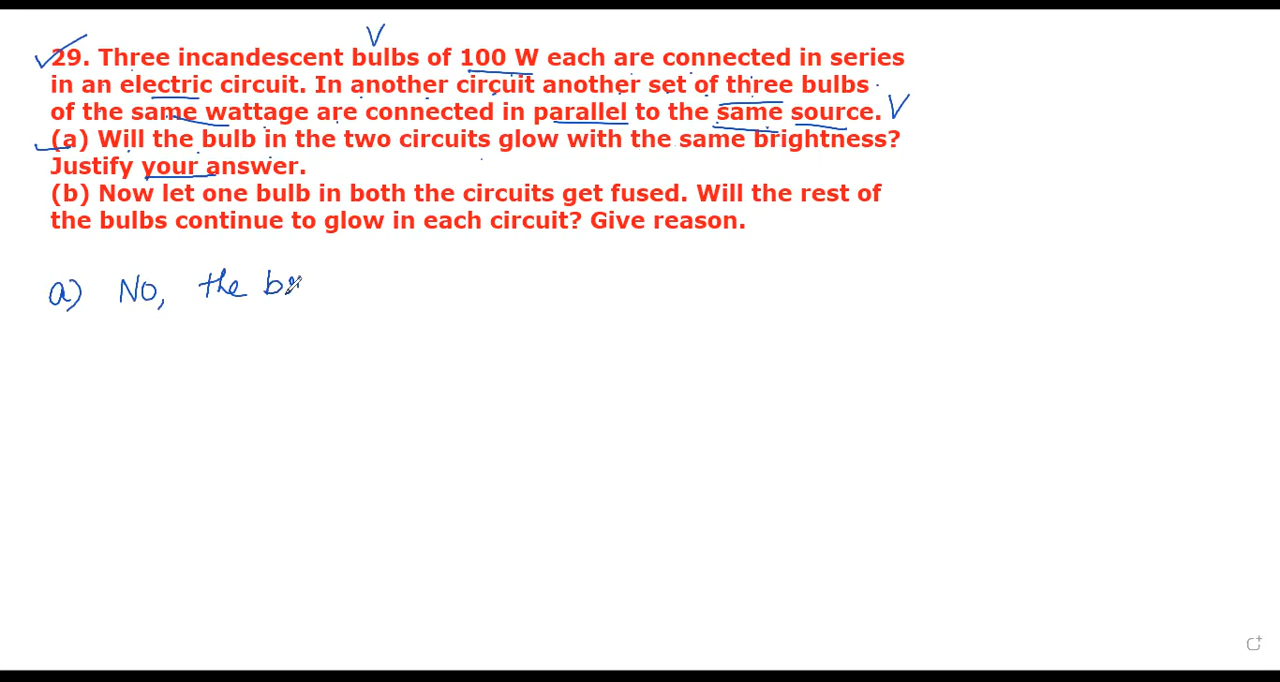 V
29. Three incandescent bulbs of 100 W each are connected in series
in an electric circuit. In another circuit another set of three bulbs
of the same wattage are connected in parallel to the same source. V
(a) Will the bulb in the two circuits glow with the same brightness?
Justify your answer.
(b) Now let one bulb in both the circuits get fused. Will the rest of
the bulbs continue to glow in each circuit? Give reason.
a) No, the